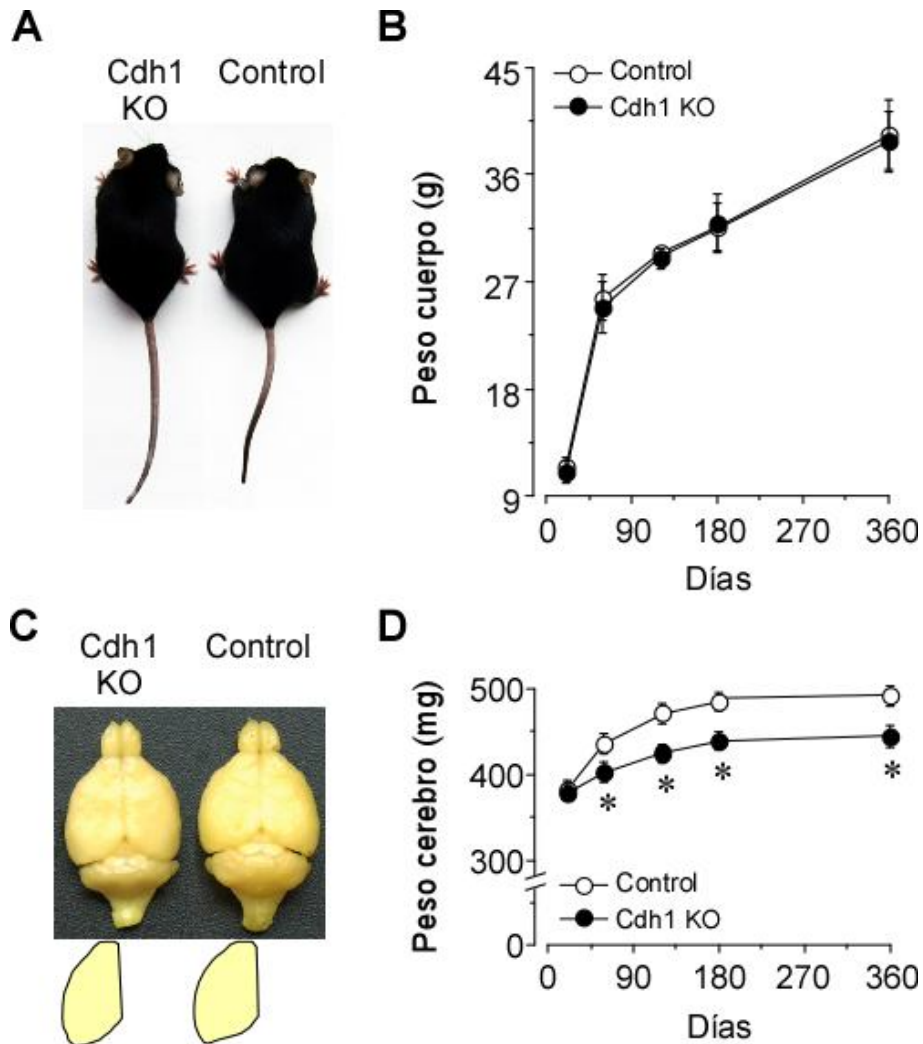 A
Cdh1
KO
Control
B
Control
Cdh1 KO
Peso cuerpo (g)
45
36
27
18
9
0
90
180
270
360
Días
C
Cdh1
KO
Control
D
Peso cerebro (mg)
500
400
300
0
*
*
*
*
Control
Cdh1 KO
0
90
180
270
360
Días